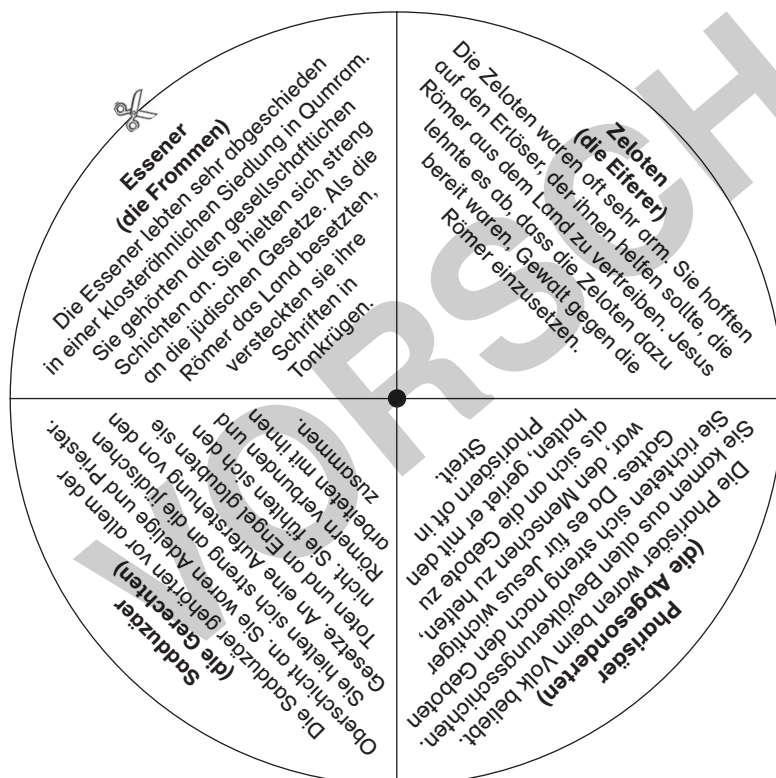 Essener
(die Frommen)
Die Essener lebten sehr abgeschieden
in einer klosterähnlichen Siedlung in Qumram.
Sie gehörten allen gesellschaftlichen
Schichten an. Sie hielten sich streng
an die jüdischen Gesetze. Als die
Römer das Land besetzten,
versteckten sie ihre
Schriften in
Tonkrügen.
Zeloten
(die Eiferer)
Die Zeloten waren oft sehr arm. Sie hofften
auf den Erlöser, der ihnen helfen sollte, die
Römer aus dem Land zu vertreiben. Jesus
lehnte es ab, dass die Zeloten dazu
bereit waren, Gewalt gegen die
Römer einzusetzen.
Pharisäer
(die Abgesonderten)
Die Pharisäer waren beim Volk beliebt.
Sie kamen aus allen Bevölkerungsschichten.
Sie richteten sich streng nach den Geboten
Gottes. Da es für Jesus wichtiger
war, den Menschen zu helfen,
als sich an die Gebote zu
halten, geriet er mit den
Pharisäern oft in
Streit.
Sadduzäer
(die Gerechten)
Die Sadduzäer gehörten vor allem der
Oberschicht an. Sie waren Adelige und Priester.
Sie hielten sich streng an die jüdischen
Gesetze. An eine Auferstehung von den
Toten und an Engel glaubten sie
nicht. Sie fühlten sich den
Römern verbunden und
arbeiteten mit ihnen
zusammen.
VORSCH